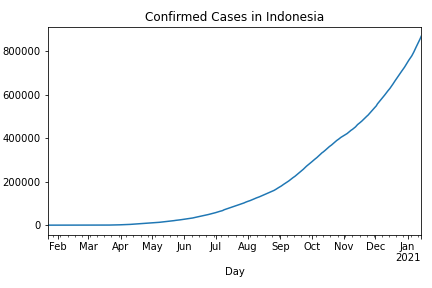 Confirmed Cases in Indonesia
800000
600000
400000
200000
0
Feb Mar Apr May Jun Jul Aug Sep Oct Nov Dec Jan
2021
Day